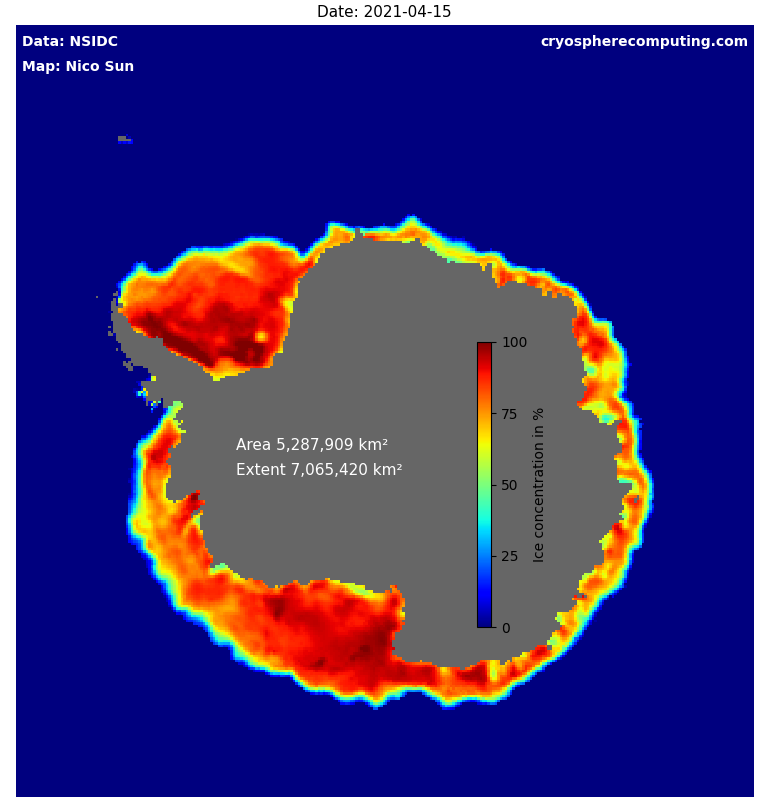 Date: 2021-04-15
Data: NSIDC
cryospherecomputing.com
Map: Nico Sun
Area 5,287,909 km²
Extent 7,065,420 km²
100
75
50
25
0
Ice concentration in %